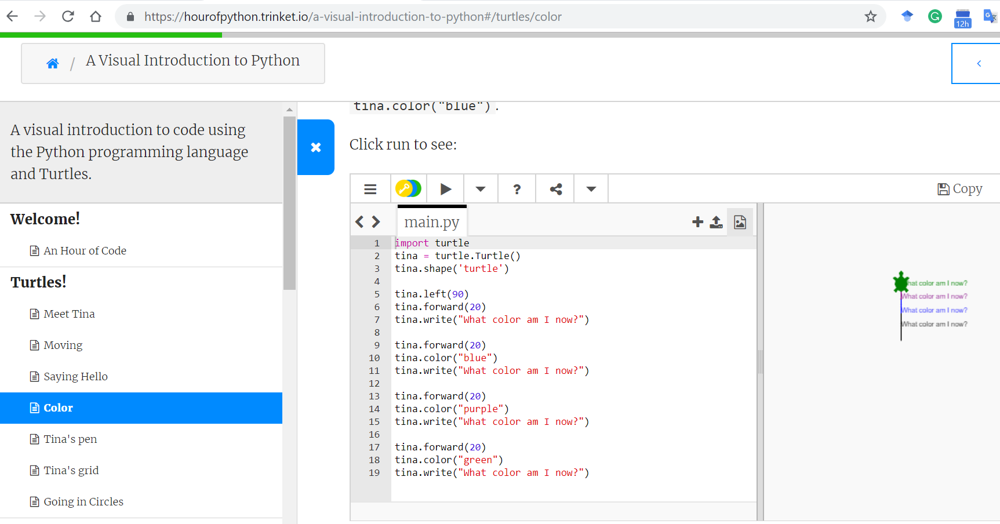 https://hourofpython.trinket.io/a-visual-introduction-to-python#/turtles/color
12h
A Visual Introduction to Python
A visual introduction to code using
the Python programming language
and Turtles.
Welcome!
An Hour of Code
Turtles!
Meet Tina
Moving
Saying Hello
Color
Tina's pen
Tina's grid
Going in Circles
tina.color("blue").
Click run to see:
?
Copy
main.py
1 import turtle
2 tina = turtle.Turtle()
3 tina.shape('turtle')
4
5 tina.left(90)
6 tina.forward(20)
7 tina.write("What color am I now?")
8
9 tina.forward(20)
10 tina.color("blue")
11 tina.write("What color am I now?")
12
13 tina.forward(20)
14 tina.color("purple")
15 tina.write("What color am I now?")
16
17 tina.forward(20)
18 tina.color("green")
19 tina.write("What color am I now?")
hat color am I now?
What color am I now?
What color am I now?
What color am I now?